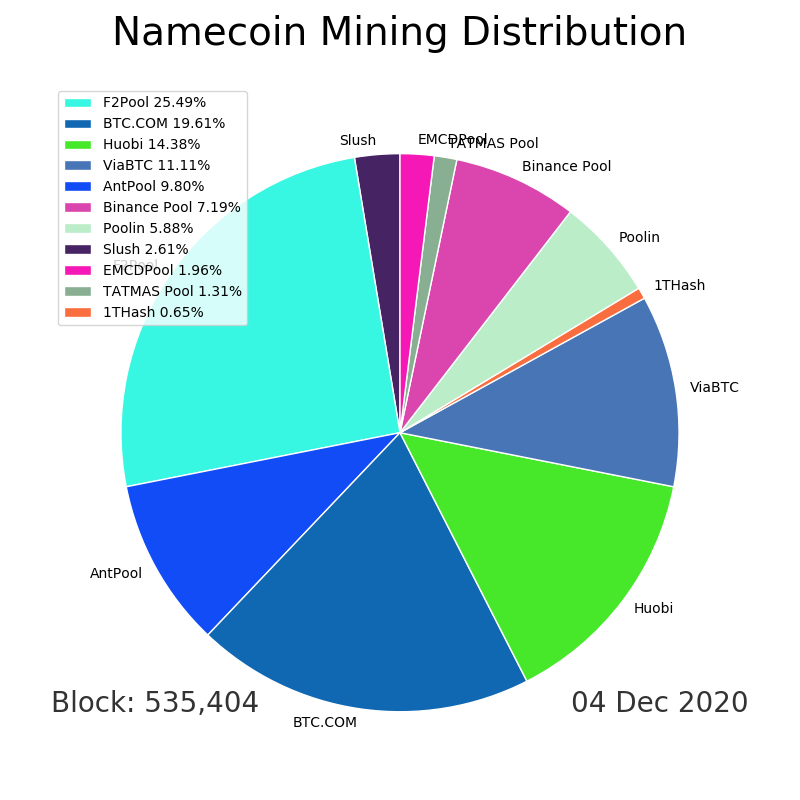 Namecoin Mining Distribution
F2Pool 25.49%
BTC.COM 19.61%
Huobi 14.38%
ViaBTC 11.11%
AntPool 9.80%
Binance Pool 7.19%
Poolin 5.88%
Slush 2.61%
EMCDPool 1.96%
TATMAS Pool 1.31%
1THash 0.65%
Slush
EMCDPool
TATMAS Pool
Binance Pool
Poolin
1THash
F2Pool
ViaBTC
AntPool
Huobi
BTC.COM
Block: 535,404
04 Dec 2020